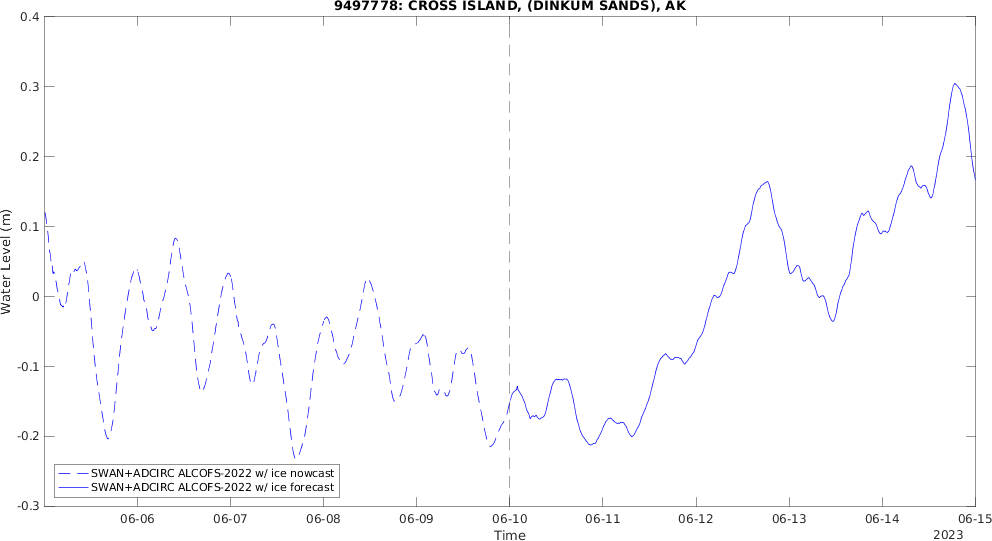 9497778: CROSS ISLAND, (DINKUM SANDS), AK
Water Level (m)
0.4
0.3
0.2
0.1
0
-0.1
-0.2
-0.3
SWAN+ADCIRC ALCOFS-2022 w/ ice nowcast
SWAN+ADCIRC ALCOFS-2022 w/ ice forecast
06-06 06-07 06-08 06-09 06-10 06-11 06-12 06-13 06-14 06-15
Time
2023